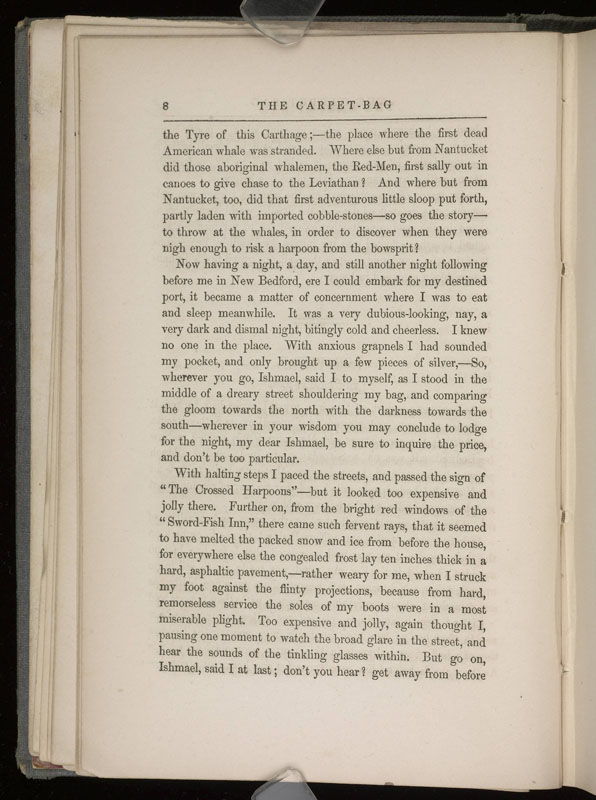 8 THE CARPET-BAG
the Tyre of this Carthage;—the place where the first dead
American whale was stranded. Where else but from Nantucket
did those aboriginal whalemen, the Red-Men, first sally out in
canoes to give chase to the Leviathan? And where but from
Nantucket, too, did that first adventurous little sloop put forth,
partly laden with imported cobble-stones—so goes the story—
to throw at the whales, in order to discover when they were
nigh enough to risk a harpoon from the bowsprit?
Now having a night, a day, and still another night following
before me in New Bedford, ere I could embark for my destined
port, it became a matter of concernment where I was to eat
and sleep meanwhile. It was a very dubious-looking, nay, a
very dark and dismal night, bitingly cold and cheerless. I knew
no one in the place. With anxious grapnels I had sounded
my pocket, and only brought up a few pieces of silver,—So,
wherever you go, Ishmael, said I to myself, as I stood in the
middle of a dreary street shouldering my bag, and comparing
the gloom towards the north with the darkness towards the
south—wherever in your wisdom you may conclude to lodge
for the night, my dear Ishmael, be sure to inquire the price,
and don't be too particular.
With halting steps I paced the streets, and passed the sign of
"The Crossed Harpoons"—but it looked too expensive and
jolly there. Further on, from the bright red windows of the
"Sword-Fish Inn," there came such fervent rays, that it seemed
to have melted the packed snow and ice from before the house,
for everywhere else the congealed frost lay ten inches thick in a
hard, asphaltic pavement,—rather weary for me, when I struck
my foot against the flinty projections, because from hard,
remorseless service the soles of my boots were in a most
miserable plight. Too expensive and jolly, again thought I,
pausing one moment to watch the broad glare in the street, and
hear the sounds of the tinkling glasses within. But go on,
Ishmael, said I at last; don't you hear? get away from before